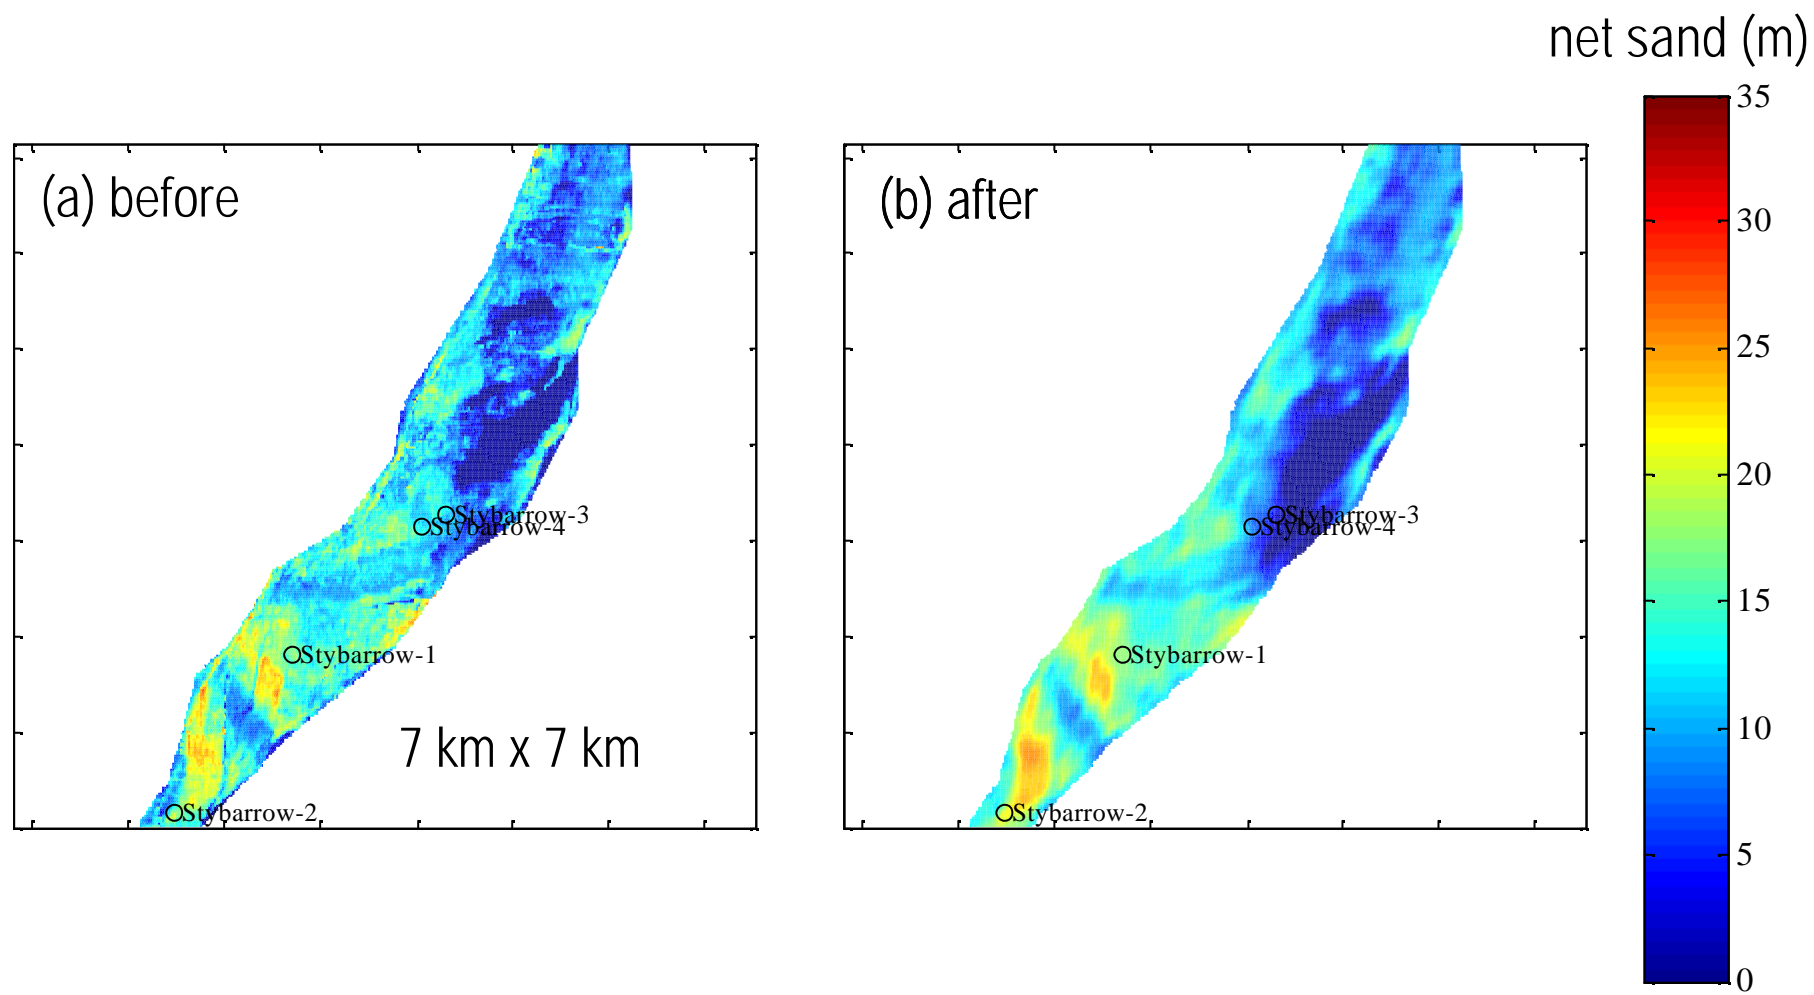 net sand (m)
(a) before
Stybarrow-3
Stybarrow-4
Stybarrow-1
7 km x 7 km
Stybarrow-2
(b) after
Stybarrow-3
Stybarrow-4
Stybarrow-1
Stybarrow-2
35
30
25
20
15
10
5
0